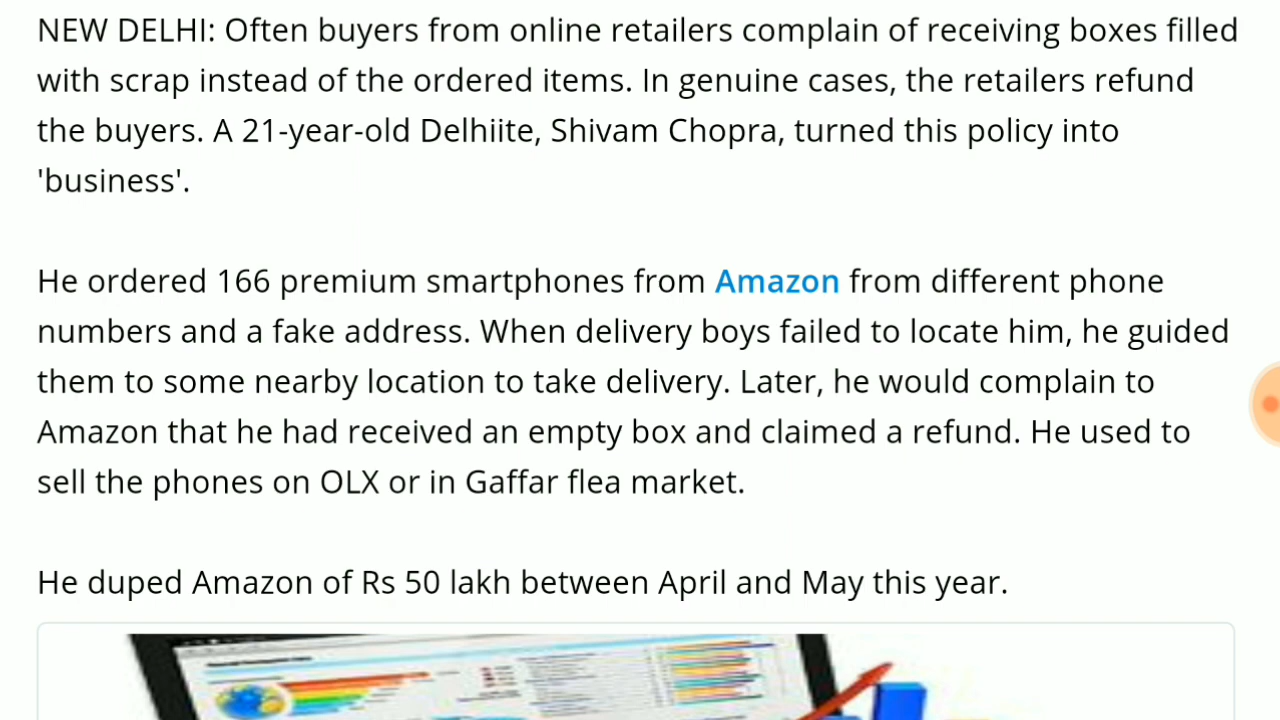 NEW DELHI: Often buyers from online retailers complain of receiving boxes filled
with scrap instead of the ordered items. In genuine cases, the retailers refund
the buyers. A 21-year-old Delhiite, Shivam Chopra, turned this policy into
'business'.
He ordered 166 premium smartphones from Amazon from different phone
numbers and a fake address. When delivery boys failed to locate him, he guided
them to some nearby location to take delivery. Later, he would complain to
Amazon that he had received an empty box and claimed a refund. He used to
sell the phones on OLX or in Gaffar flea market.
He duped Amazon of Rs 50 lakh between April and May this year.